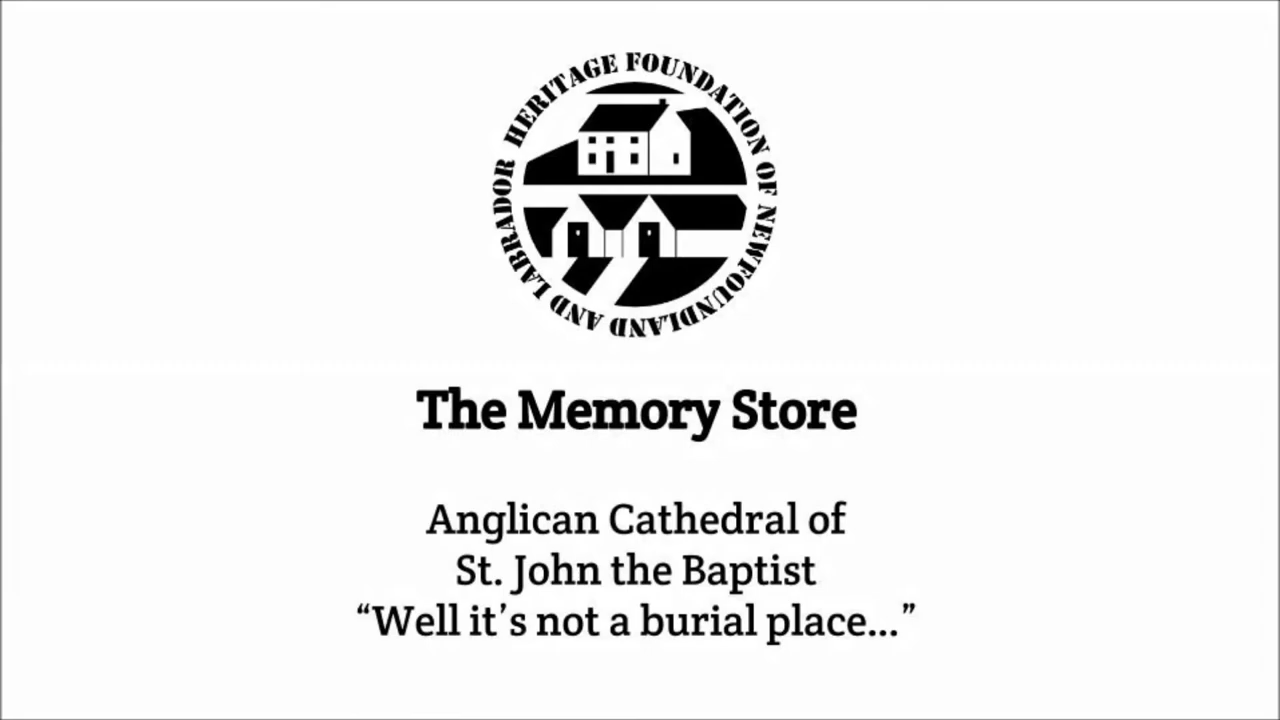 HERITAGE FOUNDATION OF NEWFOUNDLAND AND LABRADOR
The Memory Store
Anglican Cathedral of
St. John the Baptist
“Well it’s not a burial place...”